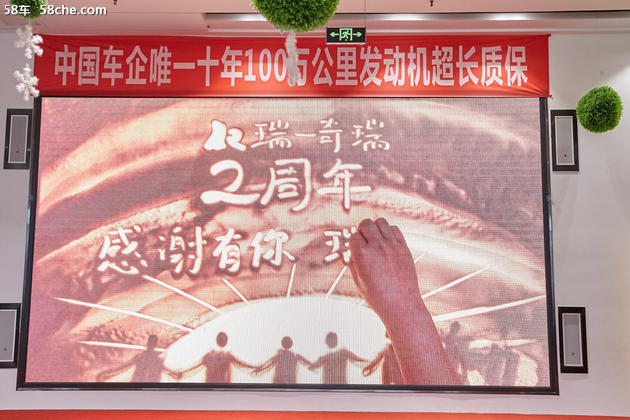 58车 58che.com
中国车企唯一十年100万公里发动机超长质保
瑞一奇瑞
2周年
感谢有你